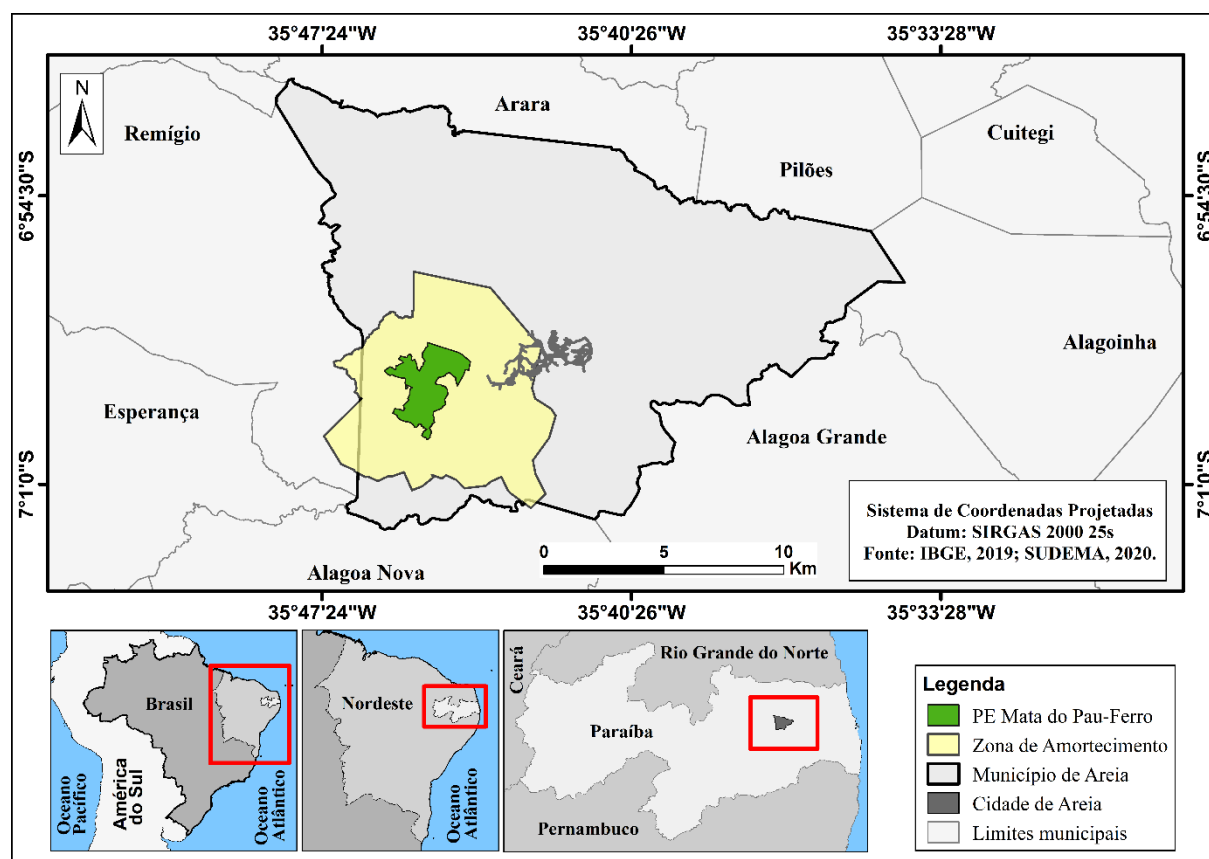 35°47'24"W
35°40'26"W
35°33'28"W
N
Arara
Remígio
Cuitegi
Pilões
6°54'30"S
6°54'30"S
Alagoinha
Esperança
Alagoa Grande
7°1'0"S
7°1'0"S
Sistema de Coordenadas Projetadas
Datum: SIRGAS 2000 25s
Fonte: IBGE, 2019; SUDEMA, 2020.
0 5 10
Km
Alagoa Nova
35°47'24"W
35°40'26"W
35°33'28"W
Brasil
Oceano
Pacífico
América
do Sul
Oceano
Atlântico
Nordeste
Oceano
Atlântico
Ceará
Rio Grande do Norte
Paraíba
Pernambuco
Legenda
PE Mata do Pau-Ferro
Zona de Amortecimento
Município de Areia
Cidade de Areia
Limites municipais